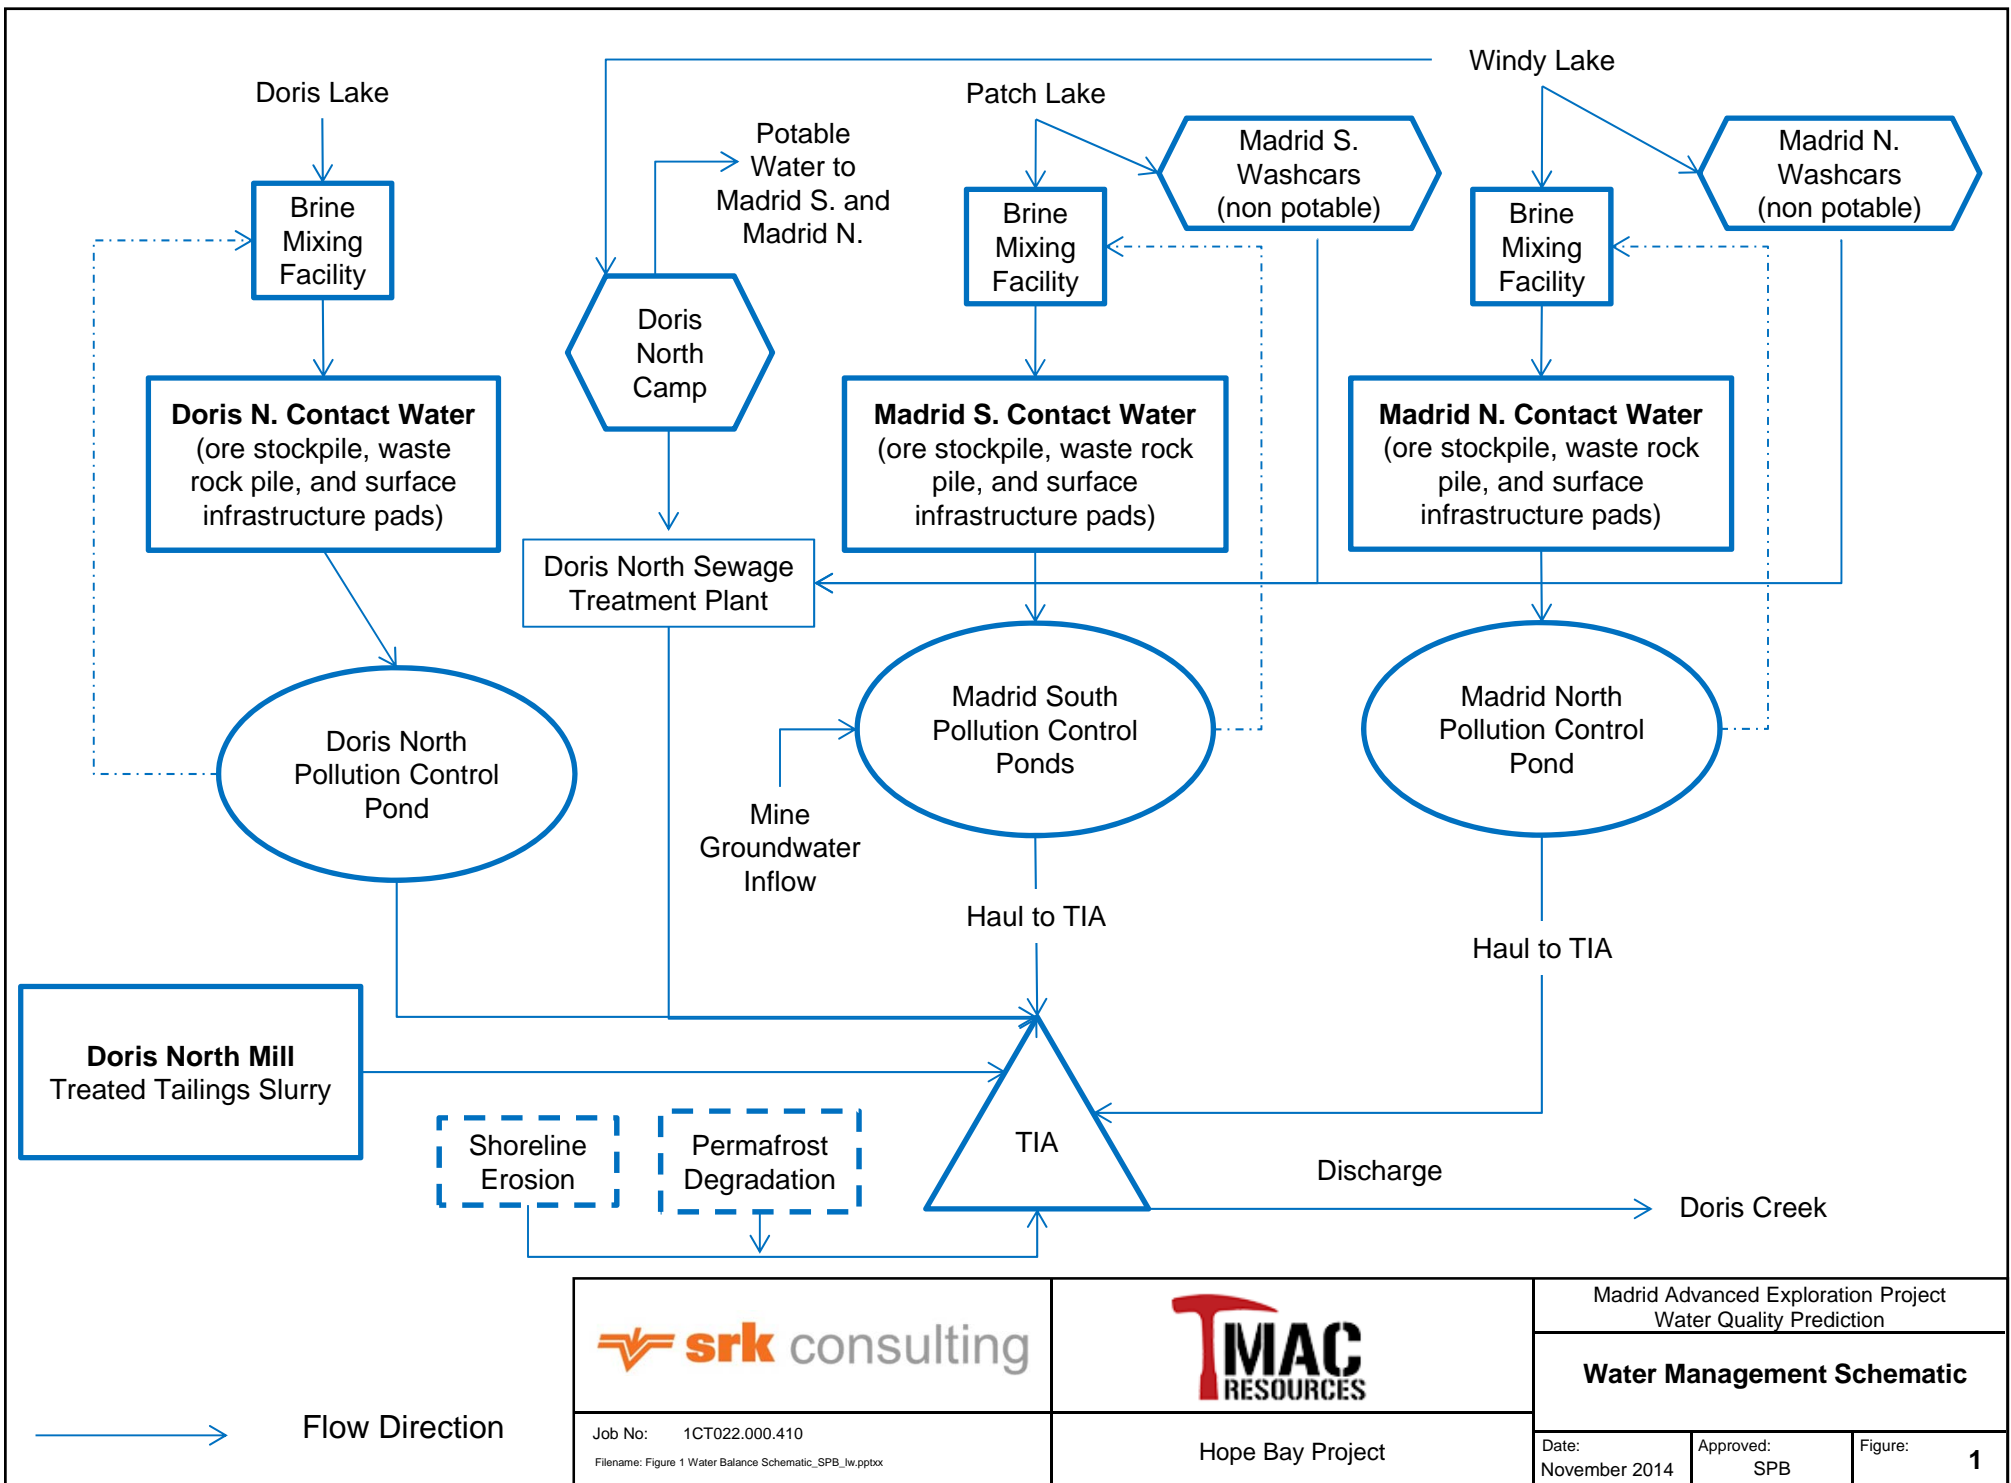 Windy Lake
Doris Lake
Patch Lake
Potable
Water to
Madrid S. and
Madrid N.
Madrid S.
Washcars
(non potable)
Madrid N.
Washcars
(non potable)
Brine
Mixing
Facility
Brine
Mixing
Facility
Brine
Mixing
Facility
Doris
North
Camp
Doris N. Contact Water
(ore stockpile, waste
rock pile, and surface
infrastructure pads)
Madrid S. Contact Water
(ore stockpile, waste rock
pile, and surface
infrastructure pads)
Madrid N. Contact Water
(ore stockpile, waste rock
pile, and surface
infrastructure pads)
Doris North Sewage
Treatment Plant
Doris North
Pollution Control
Pond
Madrid South
Pollution Control
Ponds
Madrid North
Pollution Control
Pond
Mine
Groundwater
Inflow
Haul to TIA
Haul to TIA
Doris North Mill
Treated Tailings Slurry
Shoreline
Erosion
Permafrost
Degradation
TIA
Discharge
Doris Creek
Flow Direction
srk consulting
TMAC
RESOURCES
Madrid Advanced Exploration Project
Water Quality Prediction
Water Management Schematic
Job No: 1CT022.000.410
Filename: Figure 1 Water Balance Schematic_SPB_lw.pptxx
Hope Bay Project
Date:
November 2014
Approved:
SPB
Figure:
1